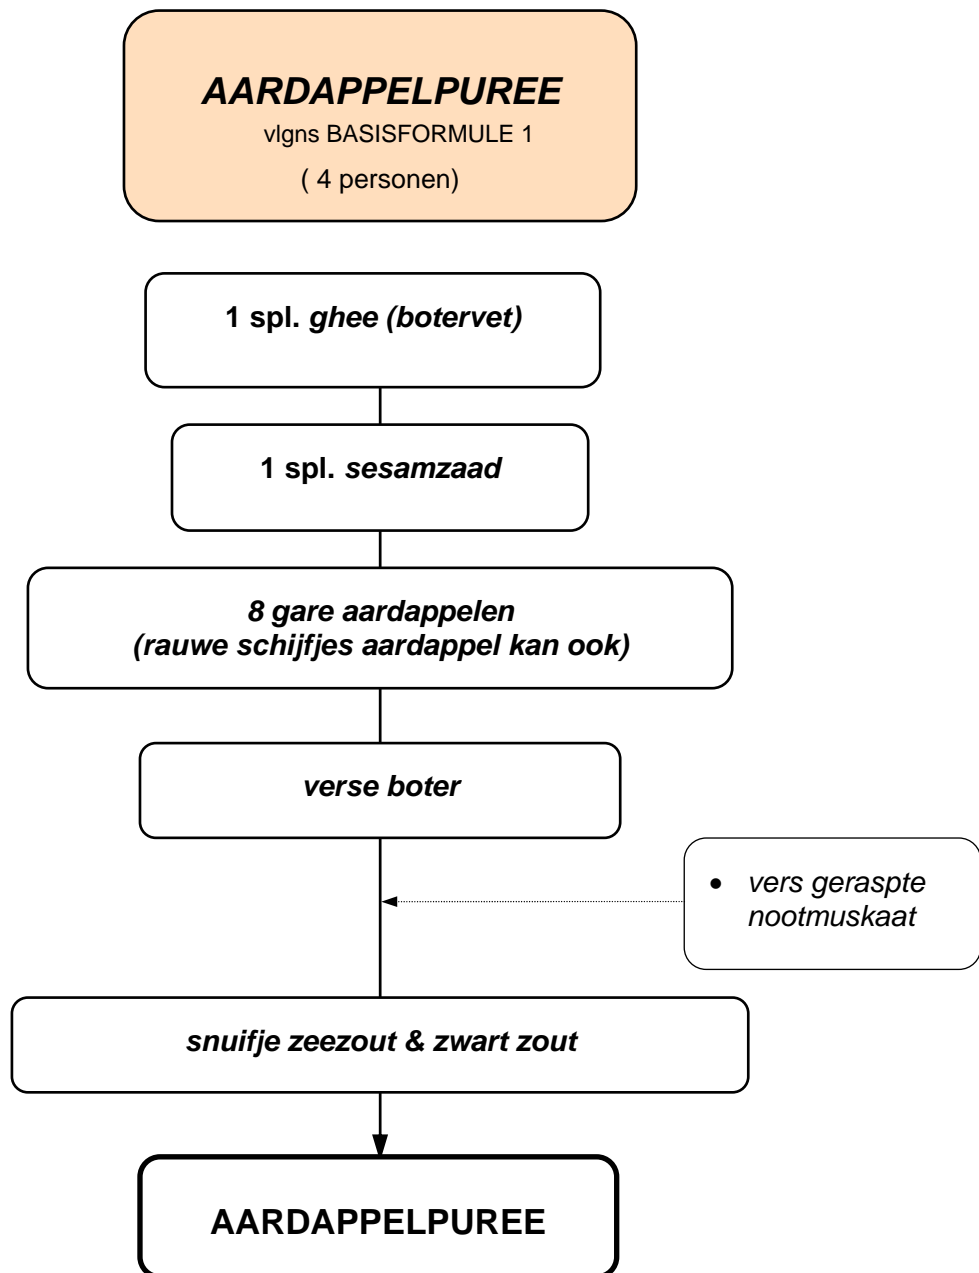 AARDAPPELPUREE
vlgns BASISFORMULE 1
( 4 personen)
1 spl. ghee (botervet)
1 spl. sesamzaad
8 gare aardappelen
(rauwe schijfjes aardappel kan ook)
verse boter
• vers geraspte
nootmuskaat
snuifje zeezout & zwart zout
AARDAPPELPUREE